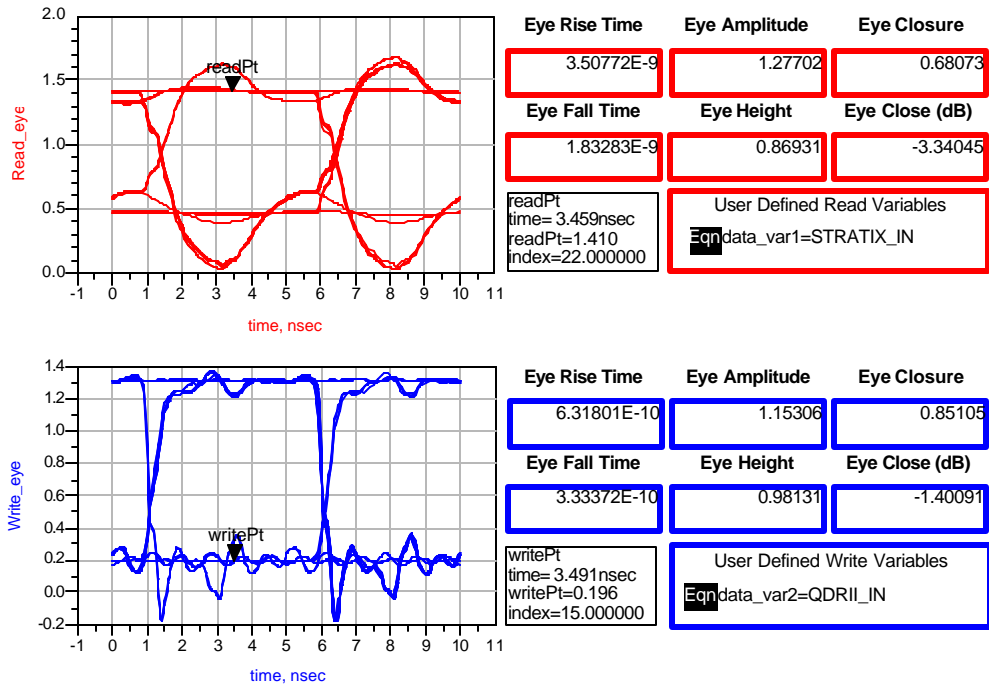 2.0
1.5
1.0
0.5
0.0
Read_eye
readPt
-1 0 1 2 3 4 5 6 7 8 9 10 11
time, nsec
Eye Rise Time Eye Amplitude Eye Closure
3.50772E-9 1.27702 0.68073
Eye Fall Time Eye Height Eye Close (dB)
1.83283E-9 0.86931 -3.34045
readPt
time= 3.459nsec
readPt=1.410
index=22.000000
User Defined Read Variables
Eqn data_var1=STRATIX_IN
1.4
1.2
1.0
0.8
0.6
0.4
0.2
0.0
-0.2
Write_eye
writePt
-1 0 1 2 3 4 5 6 7 8 9 10 11
time, nsec
Eye Rise Time Eye Amplitude Eye Closure
6.31801E-10 1.15306 0.85105
Eye Fall Time Eye Height Eye Close (dB)
3.33372E-10 0.98131 -1.40091
writePt
time= 3.491nsec
writePt=0.196
index=15.000000
User Defined Write Variables
Eqn data_var2=QDRII_IN